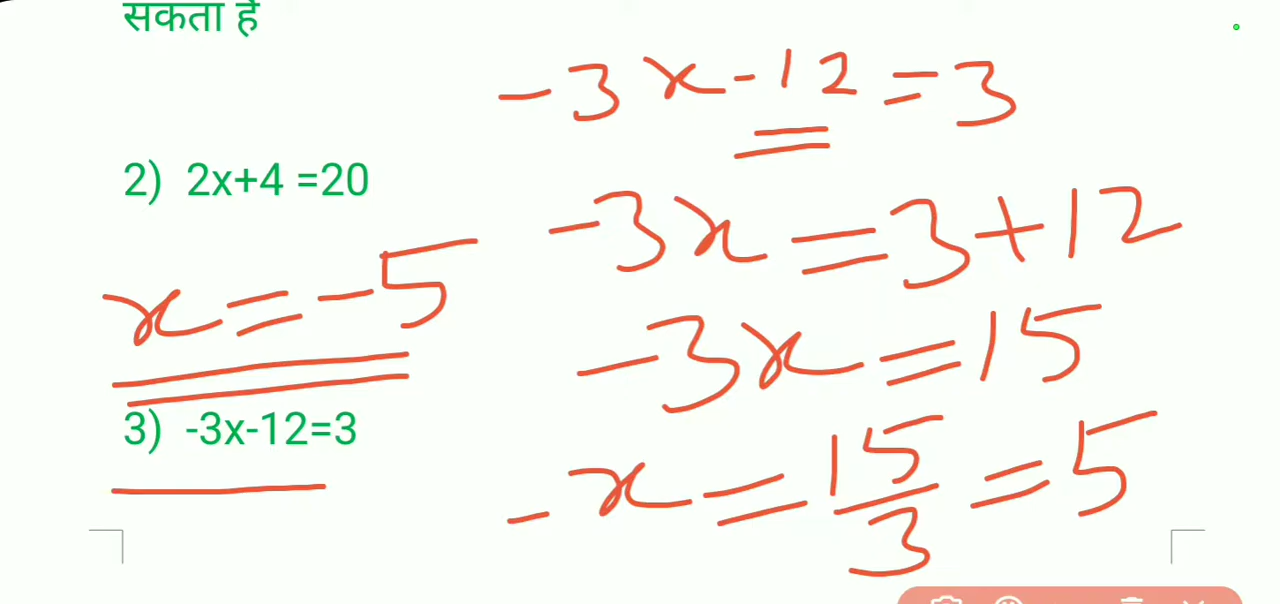 सकता है
-3x-12=3
2) 2x+4 =20
-3x=3+12
x=-5
-3x=15
3) -3x-12=3
-x=15/3=5